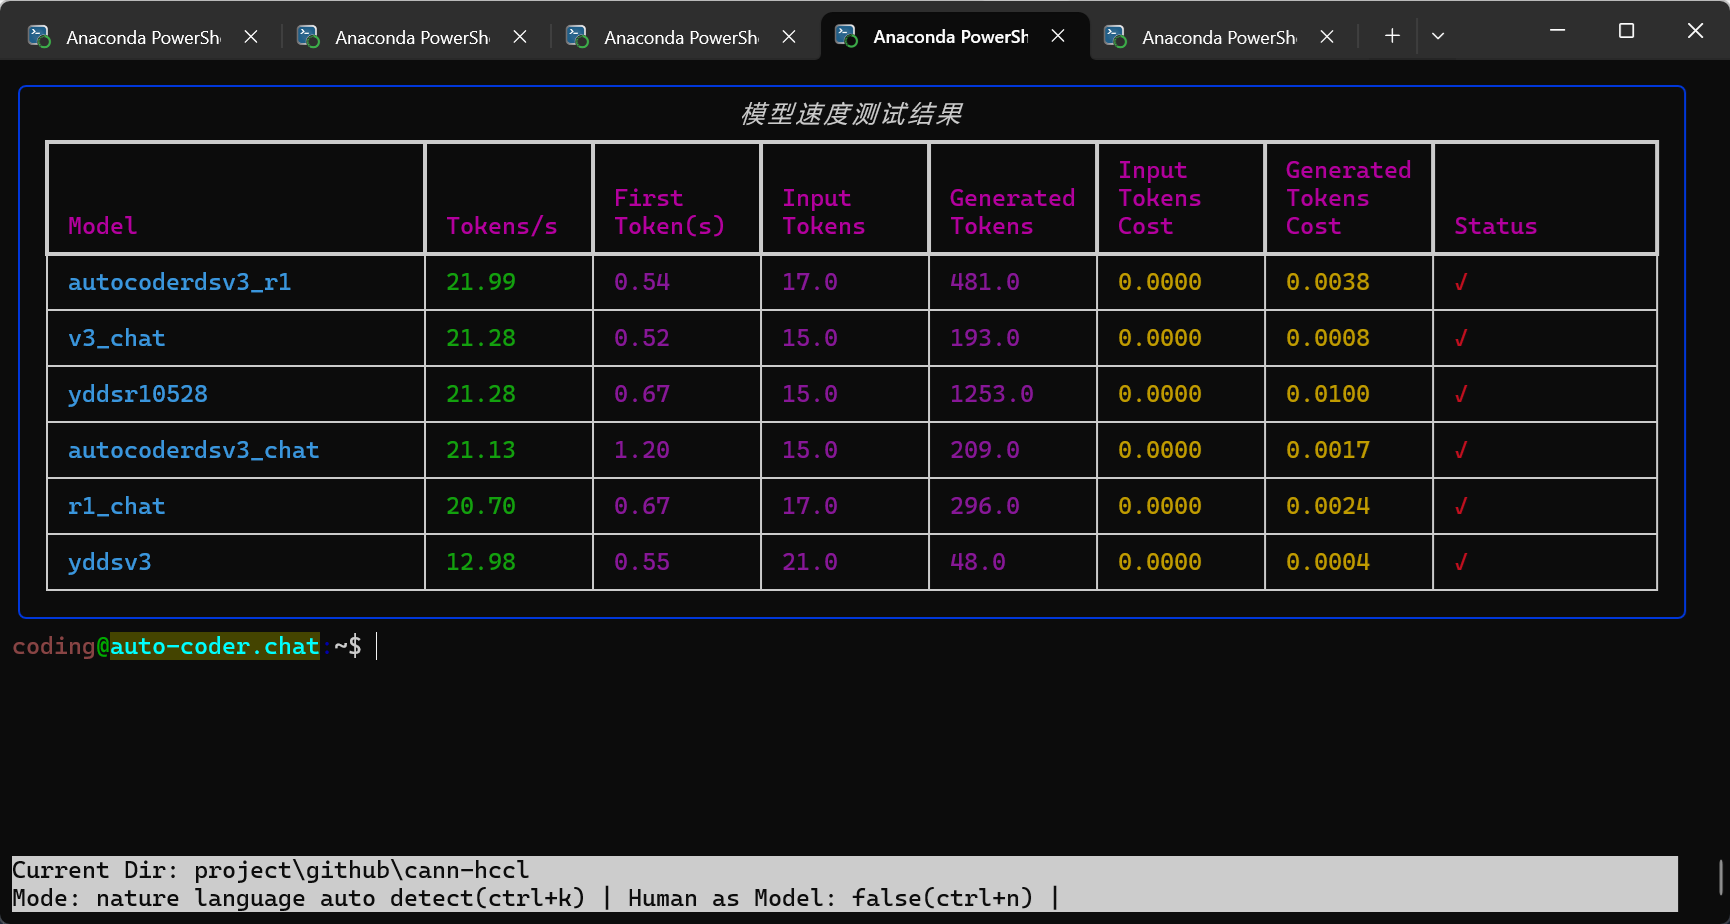 Anaconda PowerSh
Anaconda PowerSh
Anaconda PowerSh
Anaconda PowerSh
Anaconda PowerSh
模型速度测试结果
Model Tokens/s First Token(s) Input Tokens Generated Tokens Input Tokens Cost Generated Tokens Cost Status
autocoderdsv3_r1 21.99 0.54 17.0 481.0 0.0000 0.0038 ✓
v3_chat 21.28 0.52 15.0 193.0 0.0000 0.0008 ✓
yddsr10528 21.28 0.67 15.0 1253.0 0.0000 0.0100 ✓
autocoderdsv3_chat 21.13 1.20 15.0 209.0 0.0000 0.0017 ✓
r1_chat 20.70 0.67 17.0 296.0 0.0000 0.0024 ✓
yddsv3 12.98 0.55 21.0 48.0 0.0000 0.0004 ✓
coding@auto-coder.chat:~$
Current Dir: project\github\cann-hccl
Mode: nature language auto detect(ctrl+k) | Human as Model: false(ctrl+n) |